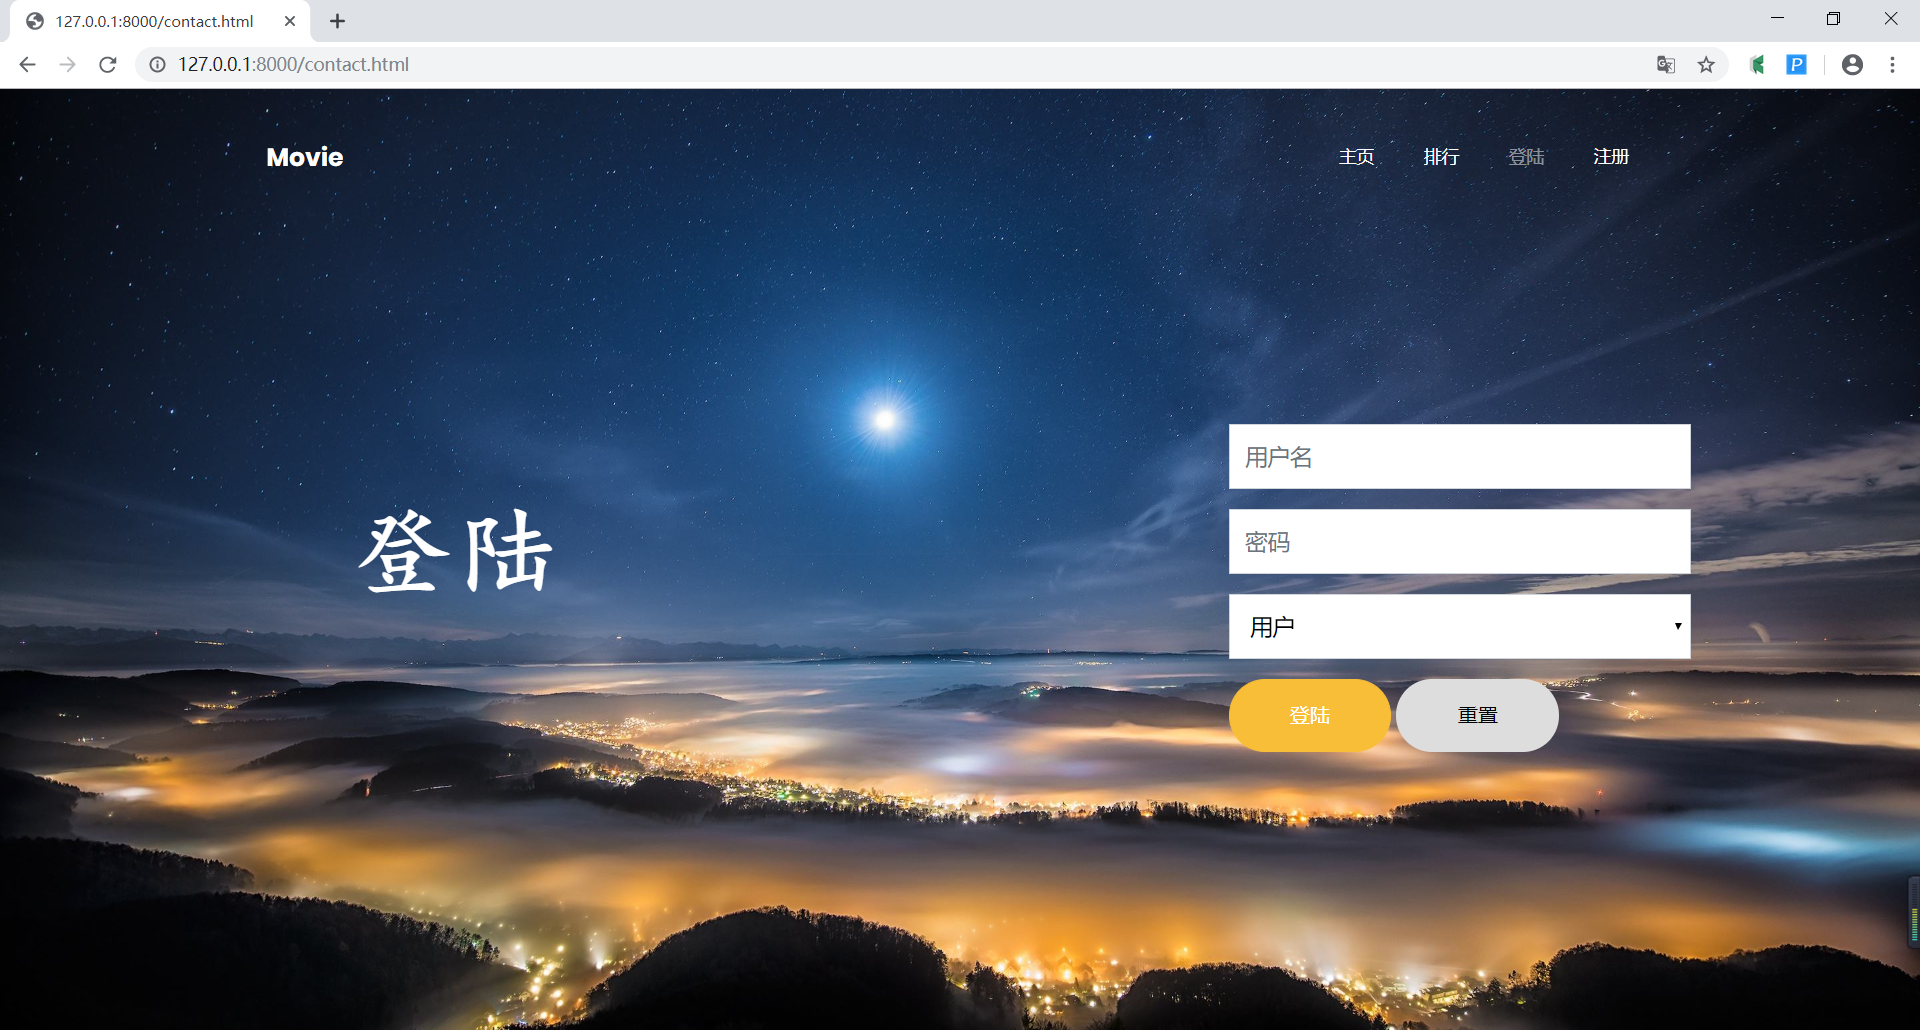 127.0.0.1:8000/contact.html
127.0.0.1:8000/contact.html
Movie
主页 排行 登陆 注册
登陆
用户名
密码
用户
登陆 重置